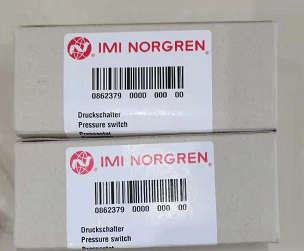 IMI NORGREN
0862379 0000 000 00
Druckschalter
Pressure switch
IMI NORGREN
0862379 0000 000 00
Druckschalter
Pressure switch